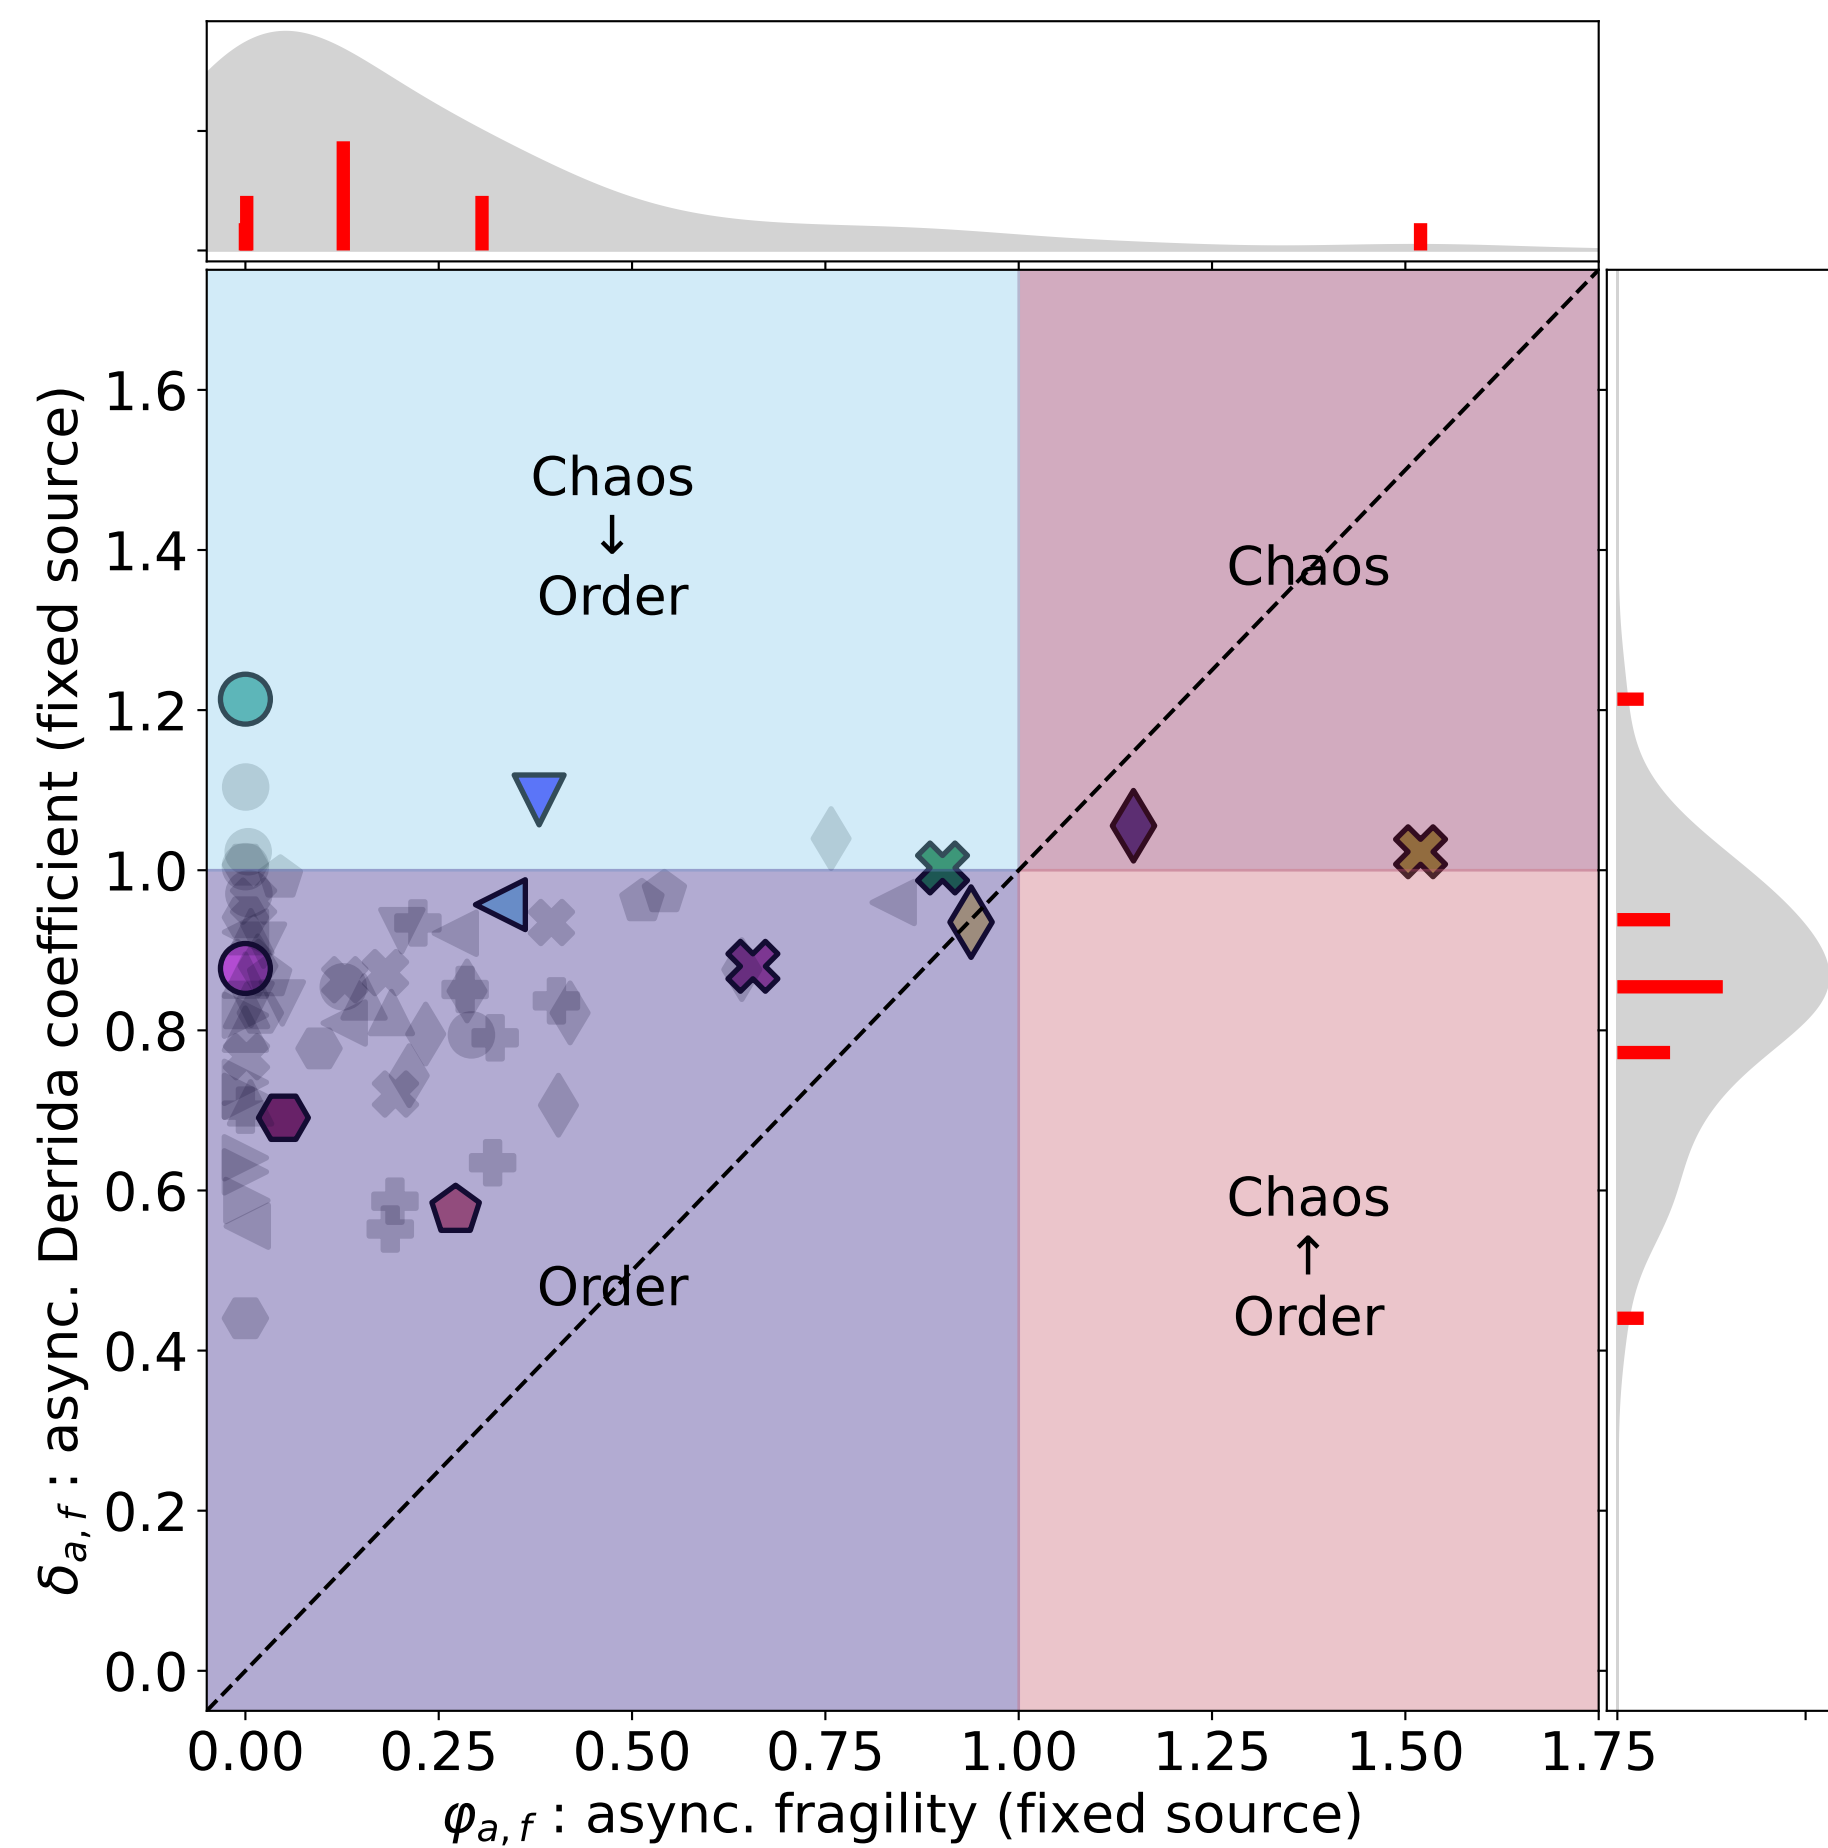 Chaos
↓
Order
Chaos
Order
Chaos
↑
Order
1.6
1.4
1.2
1.0
0.8
0.6
0.4
0.2
0.0
δa,f : async. Derrida coefficient (fixed source)
0.00 0.25 0.50 0.75 1.00 1.25 1.50 1.75
φa,f : async. fragility (fixed source)